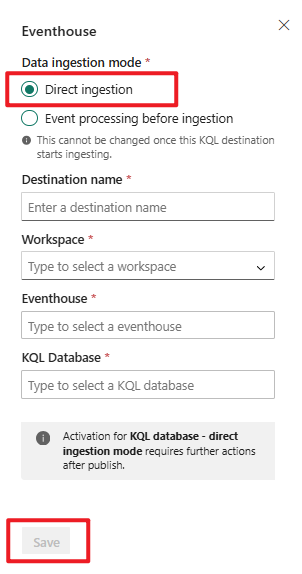 Eventhouse
Data ingestion mode *
Direct ingestion
Event processing before ingestion
This cannot be changed once this KQL destination
starts ingesting.
Destination name *
Enter a destination name
Workspace *
Type to select a workspace
Eventhouse *
Type to select a eventhouse
KQL Database *
Type to select a KQL database
Activation for KQL database - direct
ingestion mode requires further actions
after publish.
Save